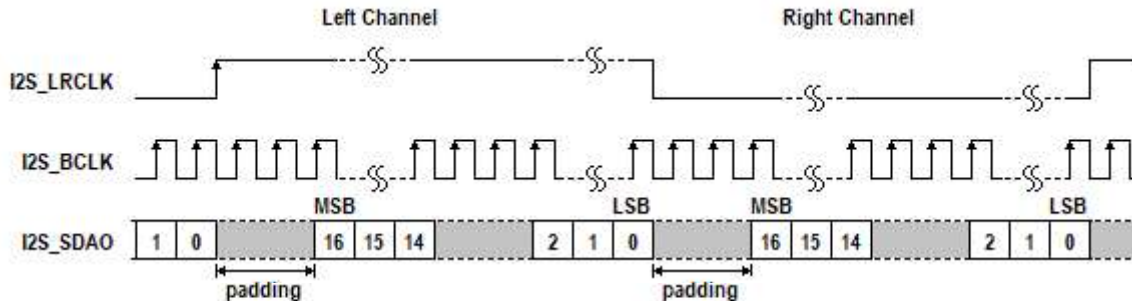 Left Channel Right Channel
I2S_LRCLK
I2S_BCLK
MSB LSB MSB LSB
I2S_SDAO 1 0 16 15 14 2 1 0 16 15 14 2 1 0
padding padding